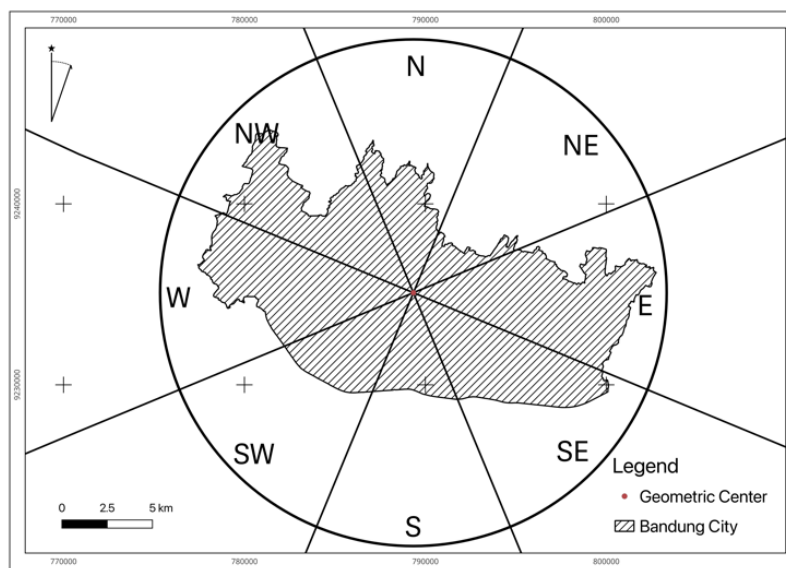 770000 780000 790000 800000
N
NW
NE
9240000
W
E
9230000
SW
SE
S
Legend
Geometric Center
Bandung City
0 2.5 5 km
770000 780000 790000 800000